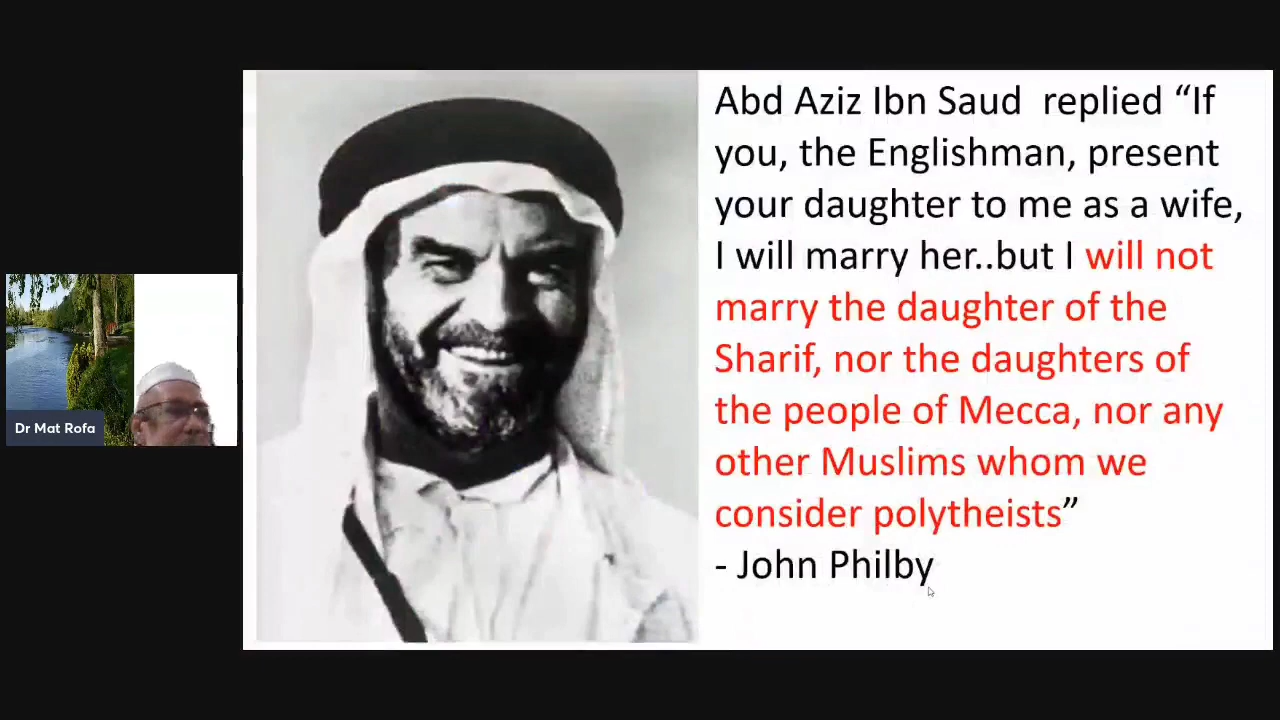 Abd Aziz Ibn Saud  replied “If
you, the Englishman, present
your daughter to me as a wife,
I will marry her..but I will not
marry the daughter of the
Sharif, nor the daughters of
the people of Mecca, nor any
other Muslims whom we
consider polytheists”
- John Philby
Dr Mat Rofa